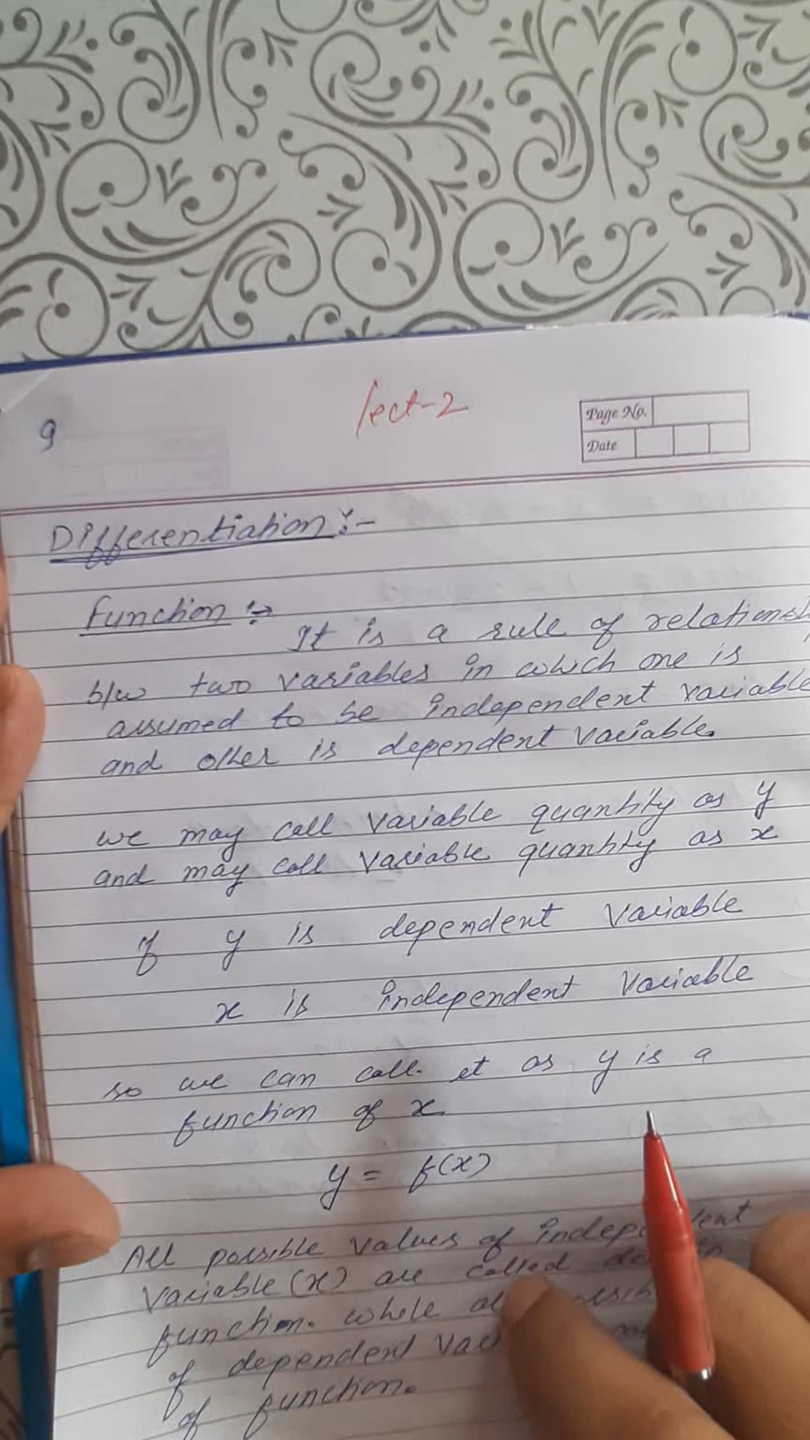 9
lect-2
Page No.
Date
Differentiation :-
Function :→
It is a rule of relations
b/w two variables in which one is
assumed to be independent variable
and other is dependent variable.
we may call variable quantity as y
and may call variable quantity as x
if y is dependent variable
x is independent variable
so we can call et as y is a
function of x
y = f(x)
All possible values of independent
variable (x) are called
function. while
of dependent
of function.